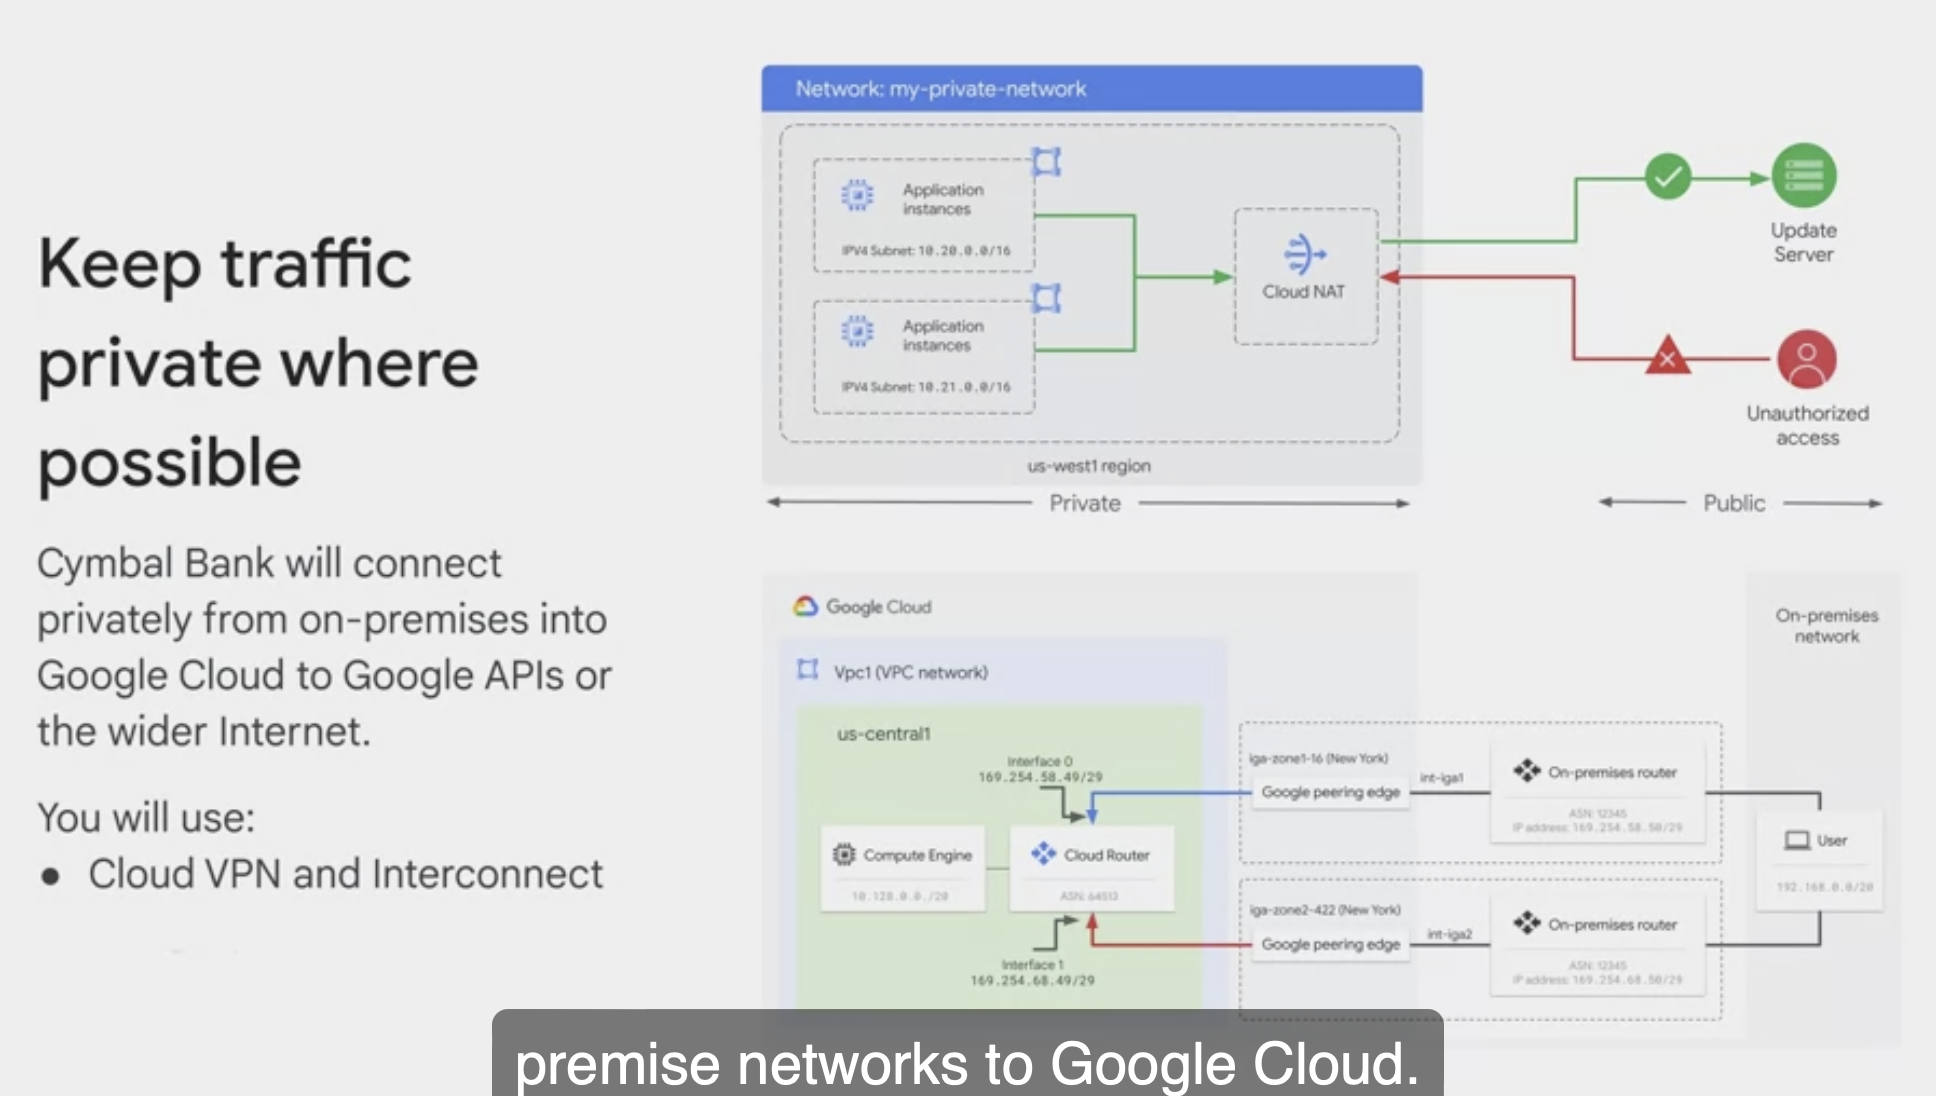 Keep traffic
private where
possible
Cymbal Bank will connect
privately from on-premises into
Google Cloud to Google APIs or
the wider Internet.
You will use:
● Cloud VPN and Interconnect
Network: my-private-network
Application
instances
IPV4 Subnet: 10.20.0.0/16
Application
instances
IPV4 Subnet: 10.21.0.0/16
Cloud NAT
us-west1 region
Update
Server
Unauthorized
access
Private
Public
Google Cloud
Vpc1 (VPC network)
us-central1
Interface 0
169.254.58.49/29
Compute Engine
10.128.0.0./20
Cloud Router
ASN: 64513
Interface 1
169.254.68.49/29
iga-zone1-16 (New York)
Google peering edge
int-iga1
On-premises router
ASN: 12345
IP address: 169.254.58.50/29
iga-zone2-422 (New York)
Google peering edge
int-iga2
On-premises router
ASN: 12345
IP address: 169.254.68.50/29
On-premises
network
User
192.168.0.0/20
premise networks to Google Cloud.